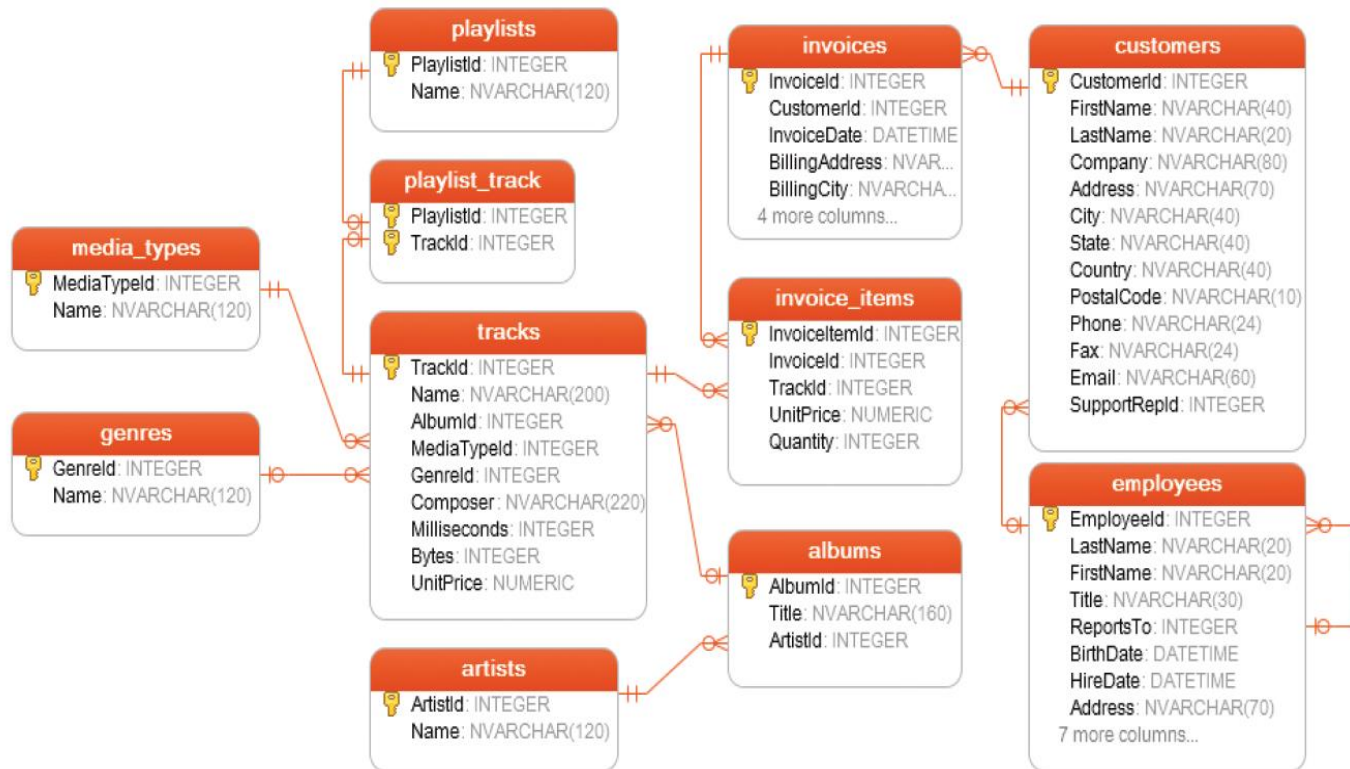 playlists
PlaylistId: INTEGER
Name: NVARCHAR(120)
playlist_track
PlaylistId: INTEGER
TrackId: INTEGER
media_types
MediaTypeId: INTEGER
Name: NVARCHAR(120)
genres
GenreId: INTEGER
Name: NVARCHAR(120)
tracks
TrackId: INTEGER
Name: NVARCHAR(200)
AlbumId: INTEGER
MediaTypeId: INTEGER
GenreId: INTEGER
Composer: NVARCHAR(220)
Milliseconds: INTEGER
Bytes: INTEGER
UnitPrice: NUMERIC
artists
ArtistId: INTEGER
Name: NVARCHAR(120)
invoices
InvoiceId: INTEGER
CustomerId: INTEGER
InvoiceDate: DATETIME
BillingAddress: NVAR...
BillingCity: NVARCHA...
4 more columns...
invoice_items
InvoiceItemId: INTEGER
InvoiceId: INTEGER
TrackId: INTEGER
UnitPrice: NUMERIC
Quantity: INTEGER
albums
AlbumId: INTEGER
Title: NVARCHAR(160)
ArtistId: INTEGER
customers
CustomerId: INTEGER
FirstName: NVARCHAR(40)
LastName: NVARCHAR(20)
Company: NVARCHAR(80)
Address: NVARCHAR(70)
City: NVARCHAR(40)
State: NVARCHAR(40)
Country: NVARCHAR(40)
PostalCode: NVARCHAR(10)
Phone: NVARCHAR(24)
Fax: NVARCHAR(24)
Email: NVARCHAR(60)
SupportRepId: INTEGER
employees
EmployeeId: INTEGER
LastName: NVARCHAR(20)
FirstName: NVARCHAR(20)
Title: NVARCHAR(30)
ReportsTo: INTEGER
BirthDate: DATETIME
HireDate: DATETIME
Address: NVARCHAR(70)
7 more columns...